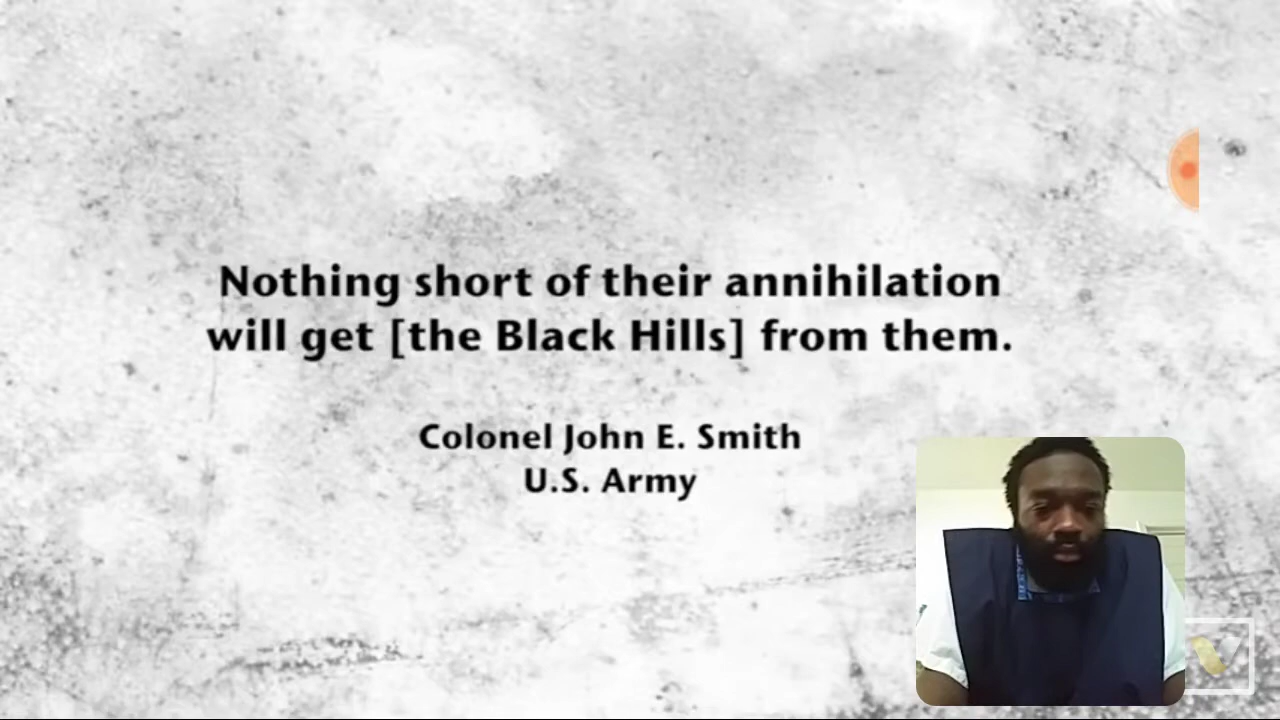 Nothing short of their annihilation
will get [the Black Hills] from them.
Colonel John E. Smith
U.S. Army